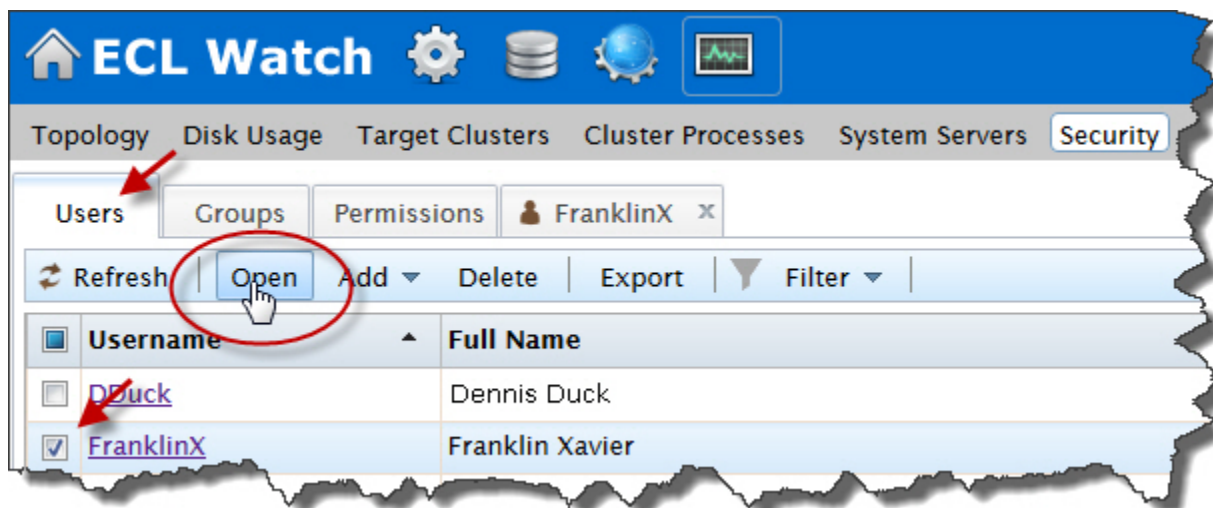 ECL Watch
Topology Disk Usage Target Clusters Cluster Processes System Servers Security
Users Groups Permissions FranklinX x
Refresh Open Add Delete Export Filter
Username Full Name
DDuck Dennis Duck
FranklinX Franklin Xavier